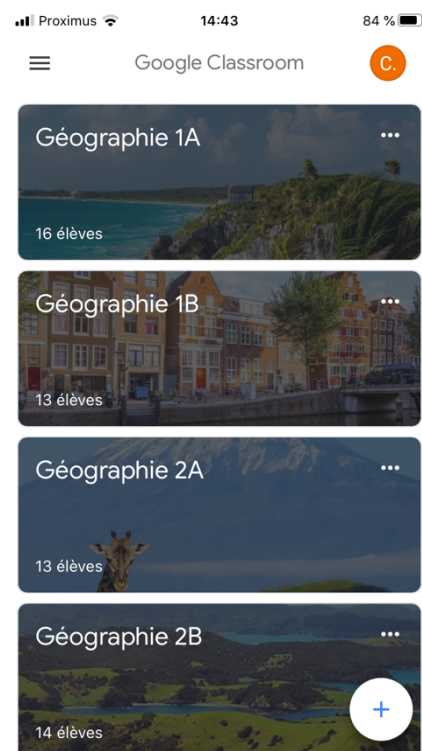 Proximus 14:43 84 %
Google Classroom
C.
Géographie 1A
16 élèves
Géographie 1B
13 élèves
Géographie 2A
13 élèves
Géographie 2B
14 élèves